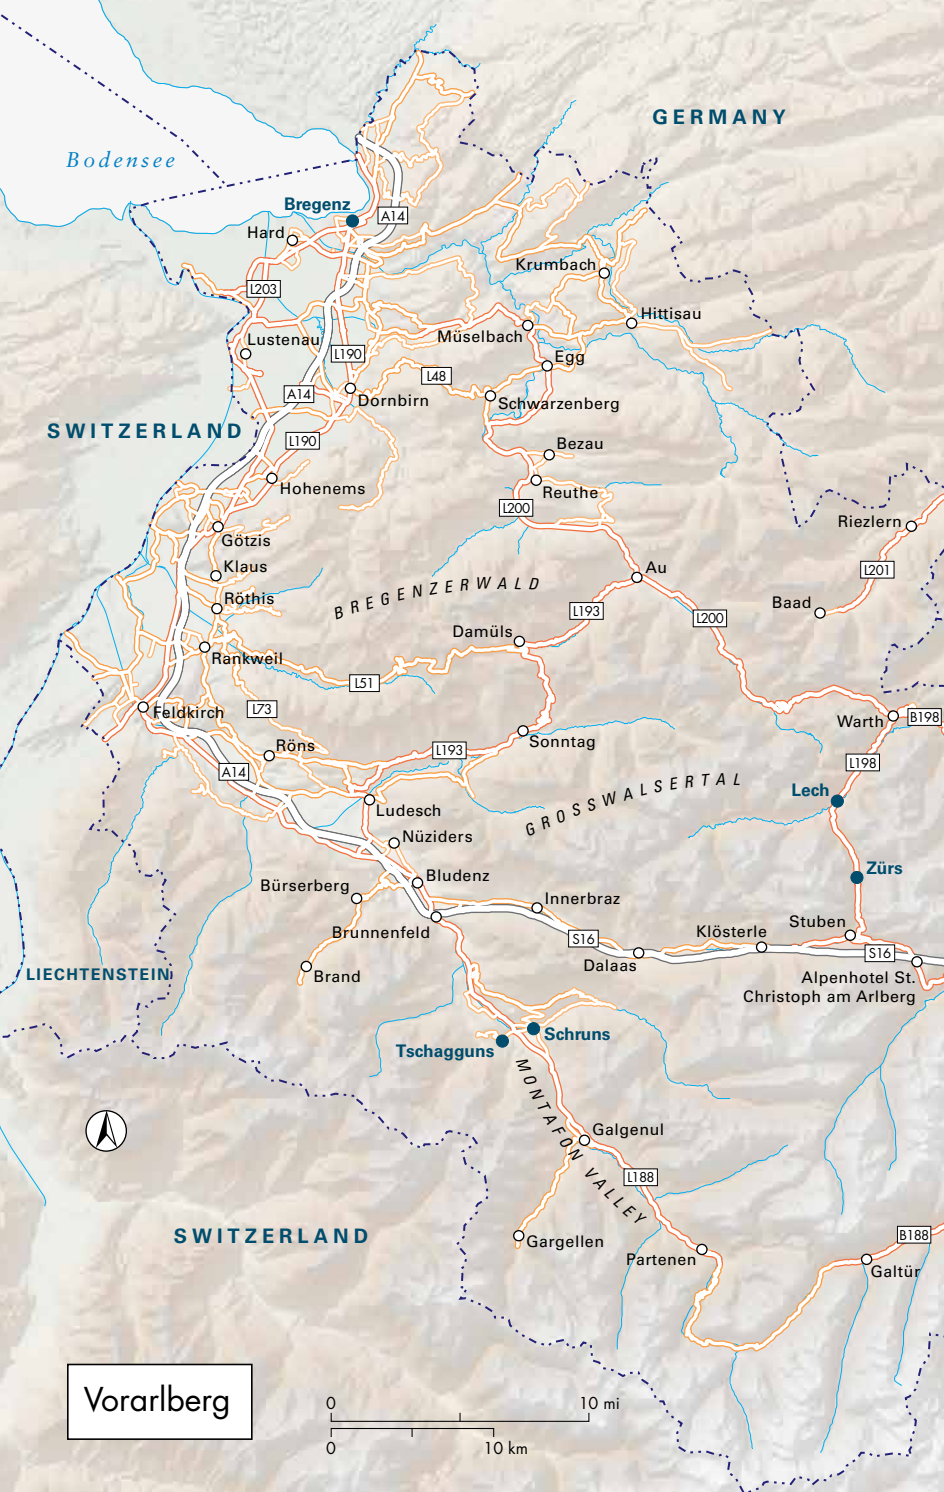 GERMANY
Bodensee
Bregenz
A14
Hard
Krumbach
L203
Hittisau
Müselbach
Lustenau
L190
Egg
L48
A14
Dornbirn
Schwarzenberg
SWITZERLAND
L190
Bezau
Hohenems
Reuthe
L200
Riezlern
Götzis
Klaus
Au
L201
BREGENZERWALD
Röthis
L193
Baad
L200
Damüls
Rankweil
L51
Feldkirch
L73
Warth
B198
Röns
L193
Sonntag
L198
A14
GROSSWALSERTAL
Lech
Ludesch
Nüziders
Zürs
Bludenz
Bürserberg
Innerbraz
Brunnenfeld
Stuben
Klösterle
S16
S16
Dalaas
LIECHTENSTEIN
Brand
Alpenhotel St.
Christoph am Arlberg
Schruns
Tschagguns
MONTAFON VALLEY
Galgenul
L188
SWITZERLAND
Gargellen
Partenen
B188
Galtür
Vorarlberg
0
10 mi
0
10 km